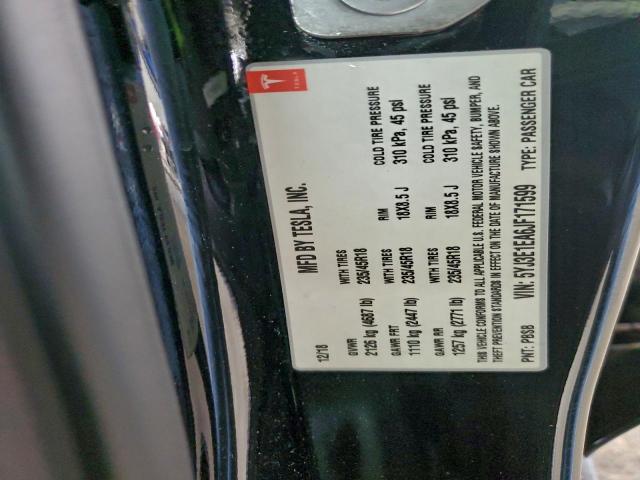 TESLA
MFD BY TESLA, INC.
12/18
GVWR WITH TIRES RIM COLD TIRE PRESSURE
2126 kg (4687 lb) 235/45R18 18X8.5 J 310 kPa, 45 psi
GAWR FRT WITH TIRES RIM COLD TIRE PRESSURE
1110 kg (2447 lb) 235/45R18 18X8.5 J 310 kPa, 45 psi
GAWR RR
1257 kg (2771 lb) 235/45R18
THIS VEHICLE CONFORMS TO ALL APPLICABLE U.S. FEDERAL MOTOR VEHICLE SAFETY, BUMPER, AND
THEFT PREVENTION STANDARDS IN EFFECT ON THE DATE OF MANUFACTURE SHOWN ABOVE.
VIN: 5YJ3E1EA6JF171599
PNT: PBSB TYPE: PASSENGER CAR